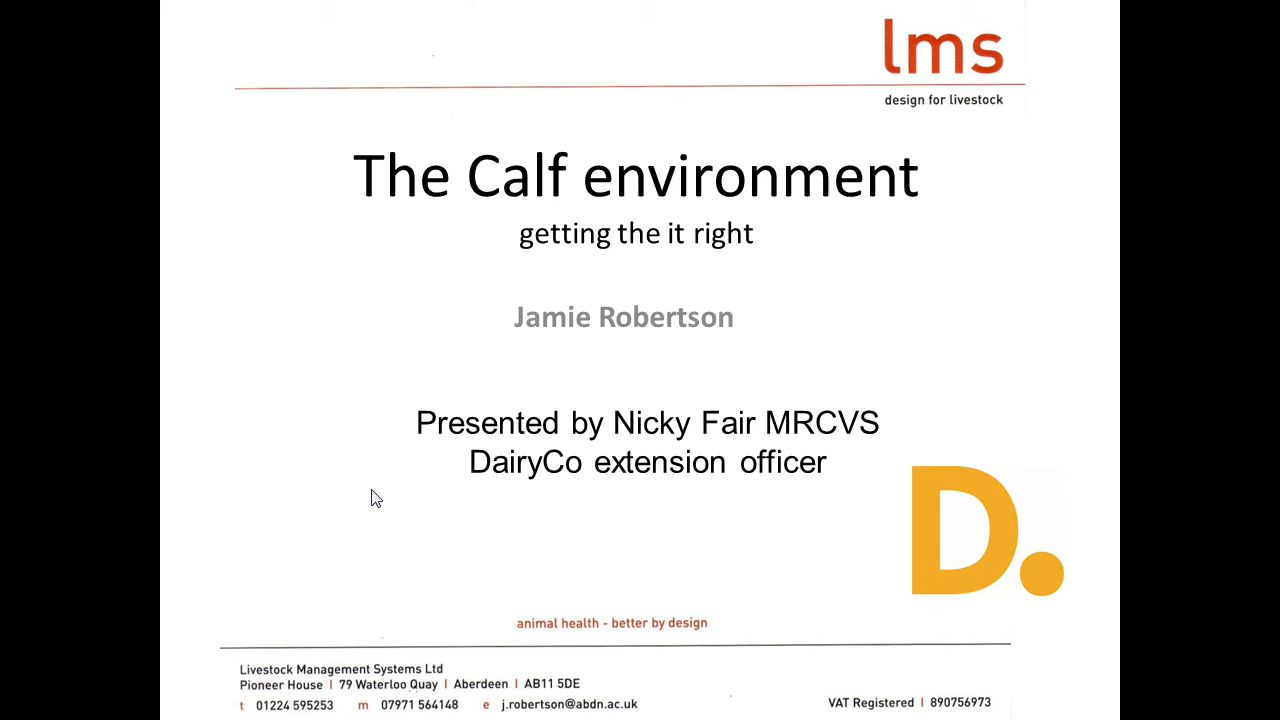 lms
design for livestock
The Calf environment
getting the it right
Jamie Robertson
Presented by Nicky Fair MRCVS
DairyCo extension officer
D.
animal health - better by design
Livestock Management Systems Ltd
Pioneer House | 79 Waterloo Quay | Aberdeen | AB11 5DE
t 01224 595253 m 07971 564148 e j.robertson@abdn.ac.uk VAT Registered | 890756973